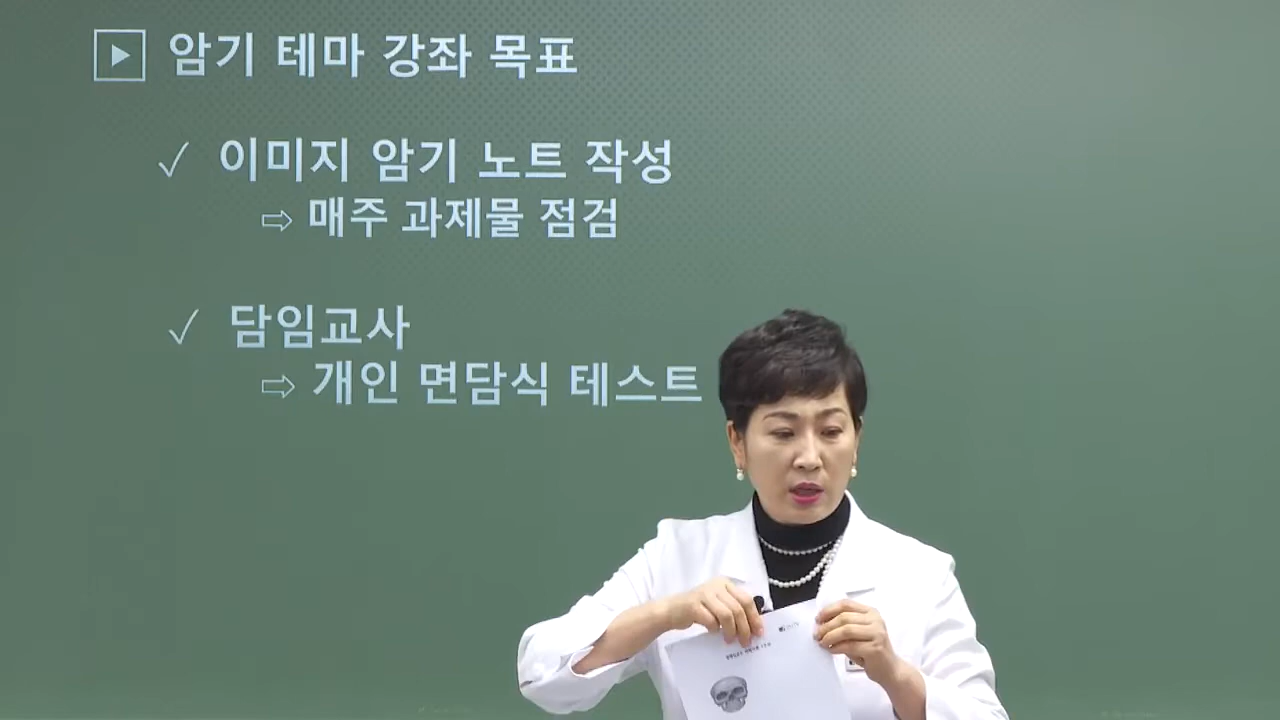 암기 테마 강좌 목표
✓ 이미지 암기 노트 작성
⇨ 매주 과제물 점검
✓ 담임교사
⇨ 개인 면담식 테스트